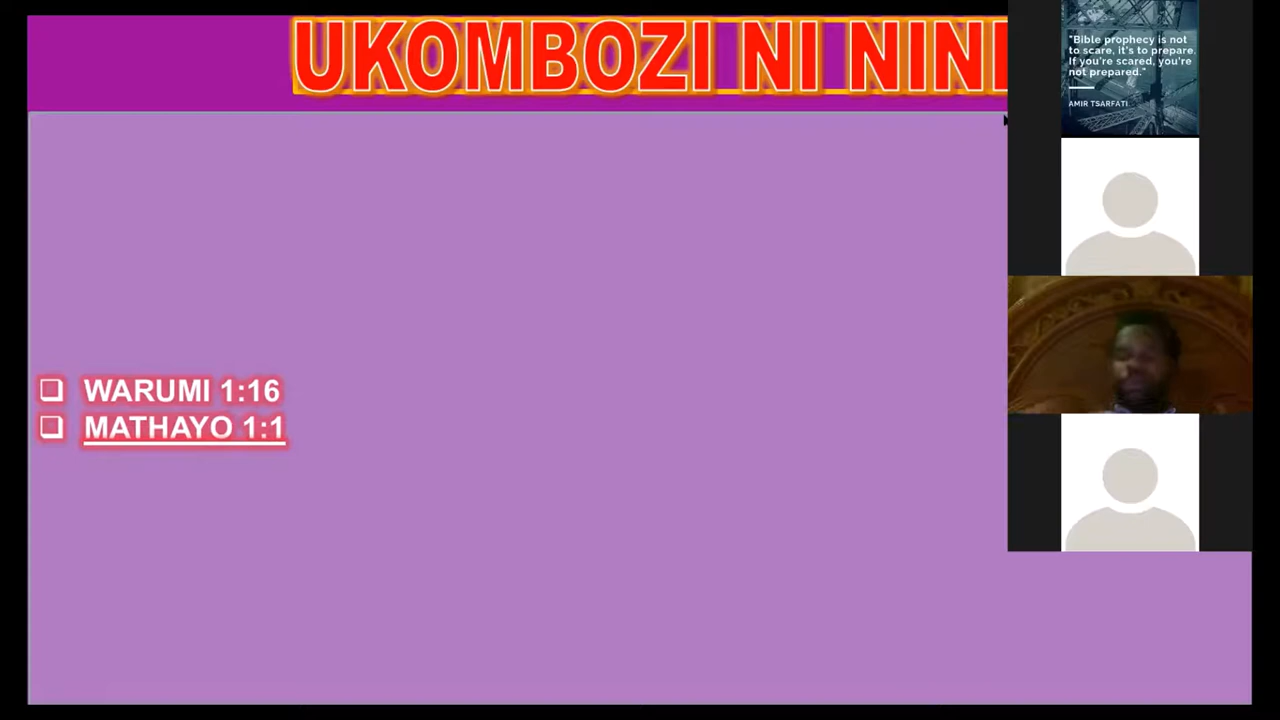 UKOMBOZI NI NINI
WARUMI 1:16
MATHAYO 1:1
"Bible prophecy is not
to scare, it's to prepare.
If you're scared, you're
not prepared."
AMIR TSARFATI